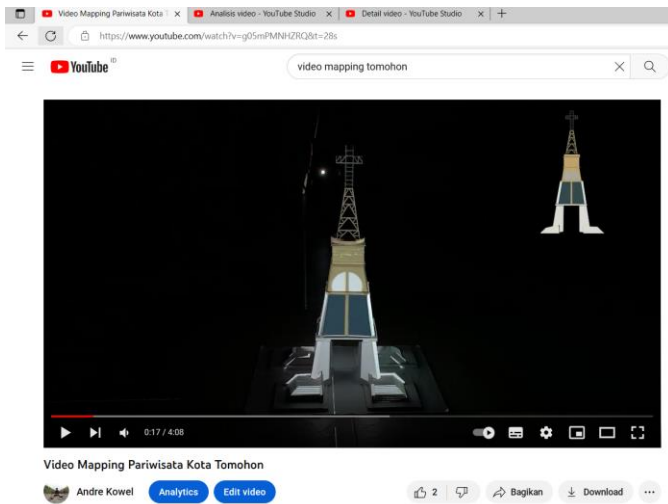 Video Mapping Pariwisata Kota T
Analisis video - YouTube Studio
Detail video - YouTube Studio
https://www.youtube.com/watch?v=g05mPMNHZRQ&t=28s
YouTube ID
video mapping tomohon
0:17 / 4:08
Video Mapping Pariwisata Kota Tomohon
Andre Kowel Analytics Edit video 2 Bagikan Download